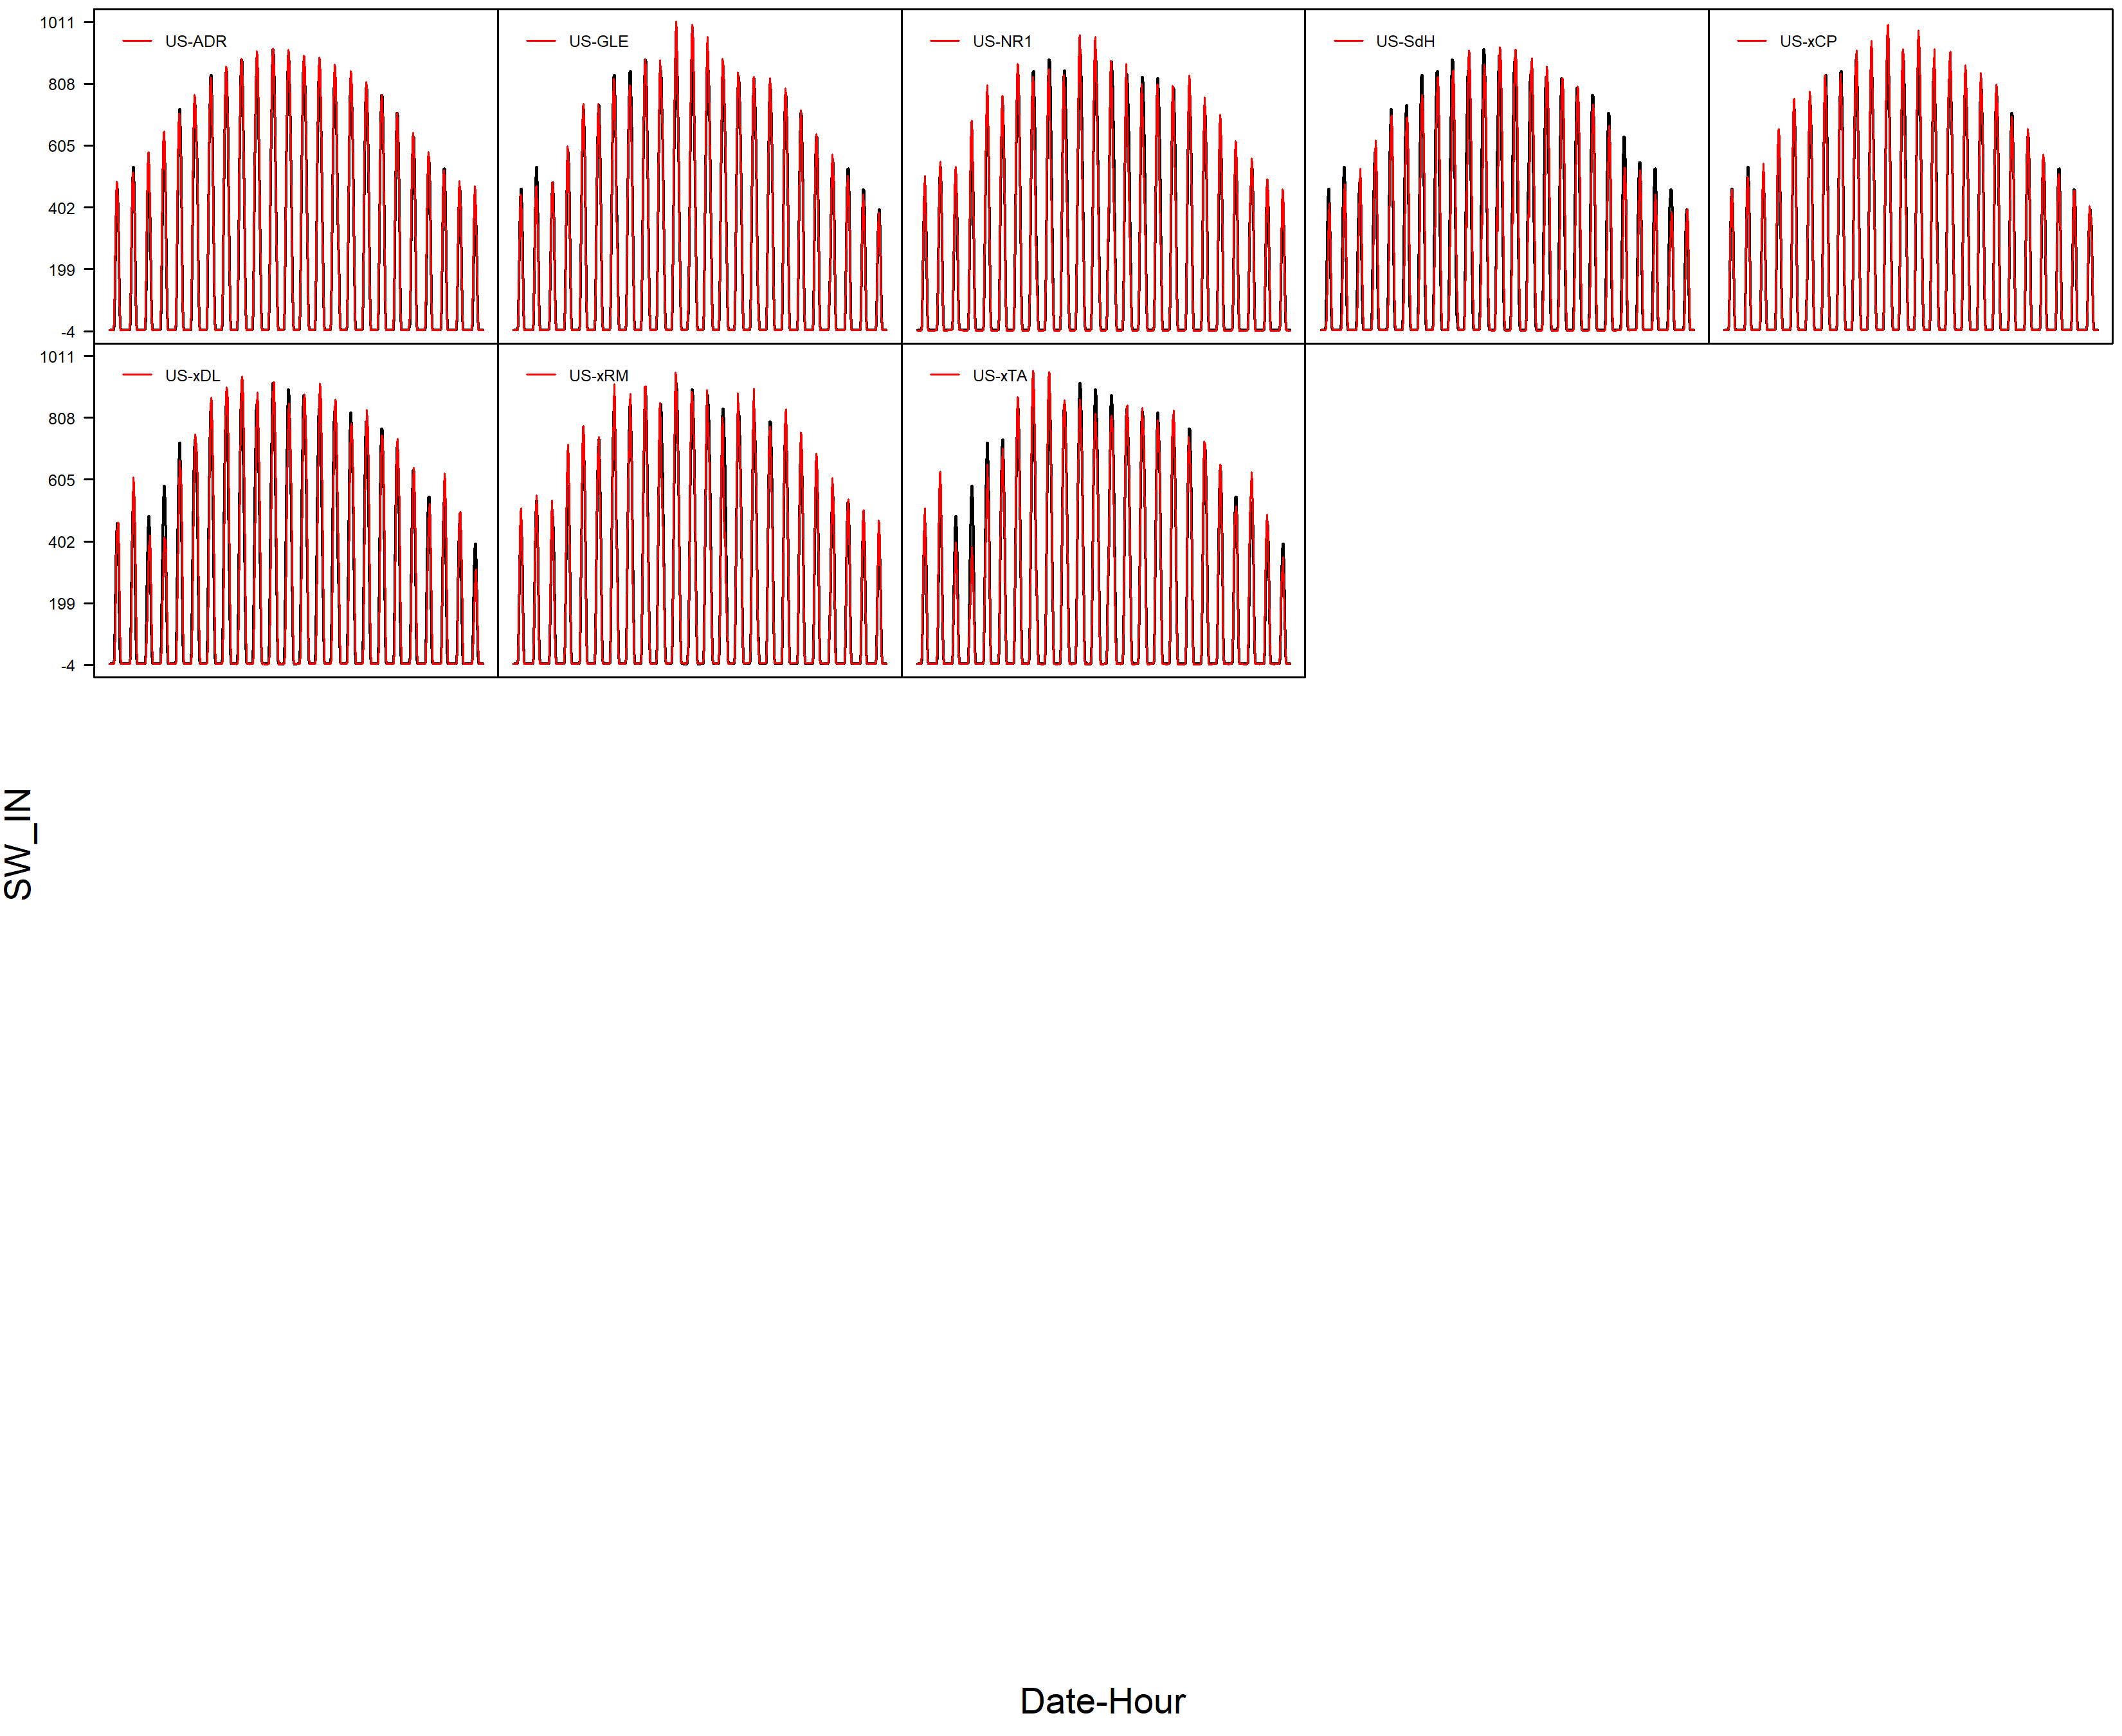 1011
808
605
402
199
-4
US-ADR
US-GLE
US-NR1
US-SdH
US-xCP
1011
808
605
402
199
-4
US-xDL
US-xRM
US-xTA
SW_IN
Date-Hour